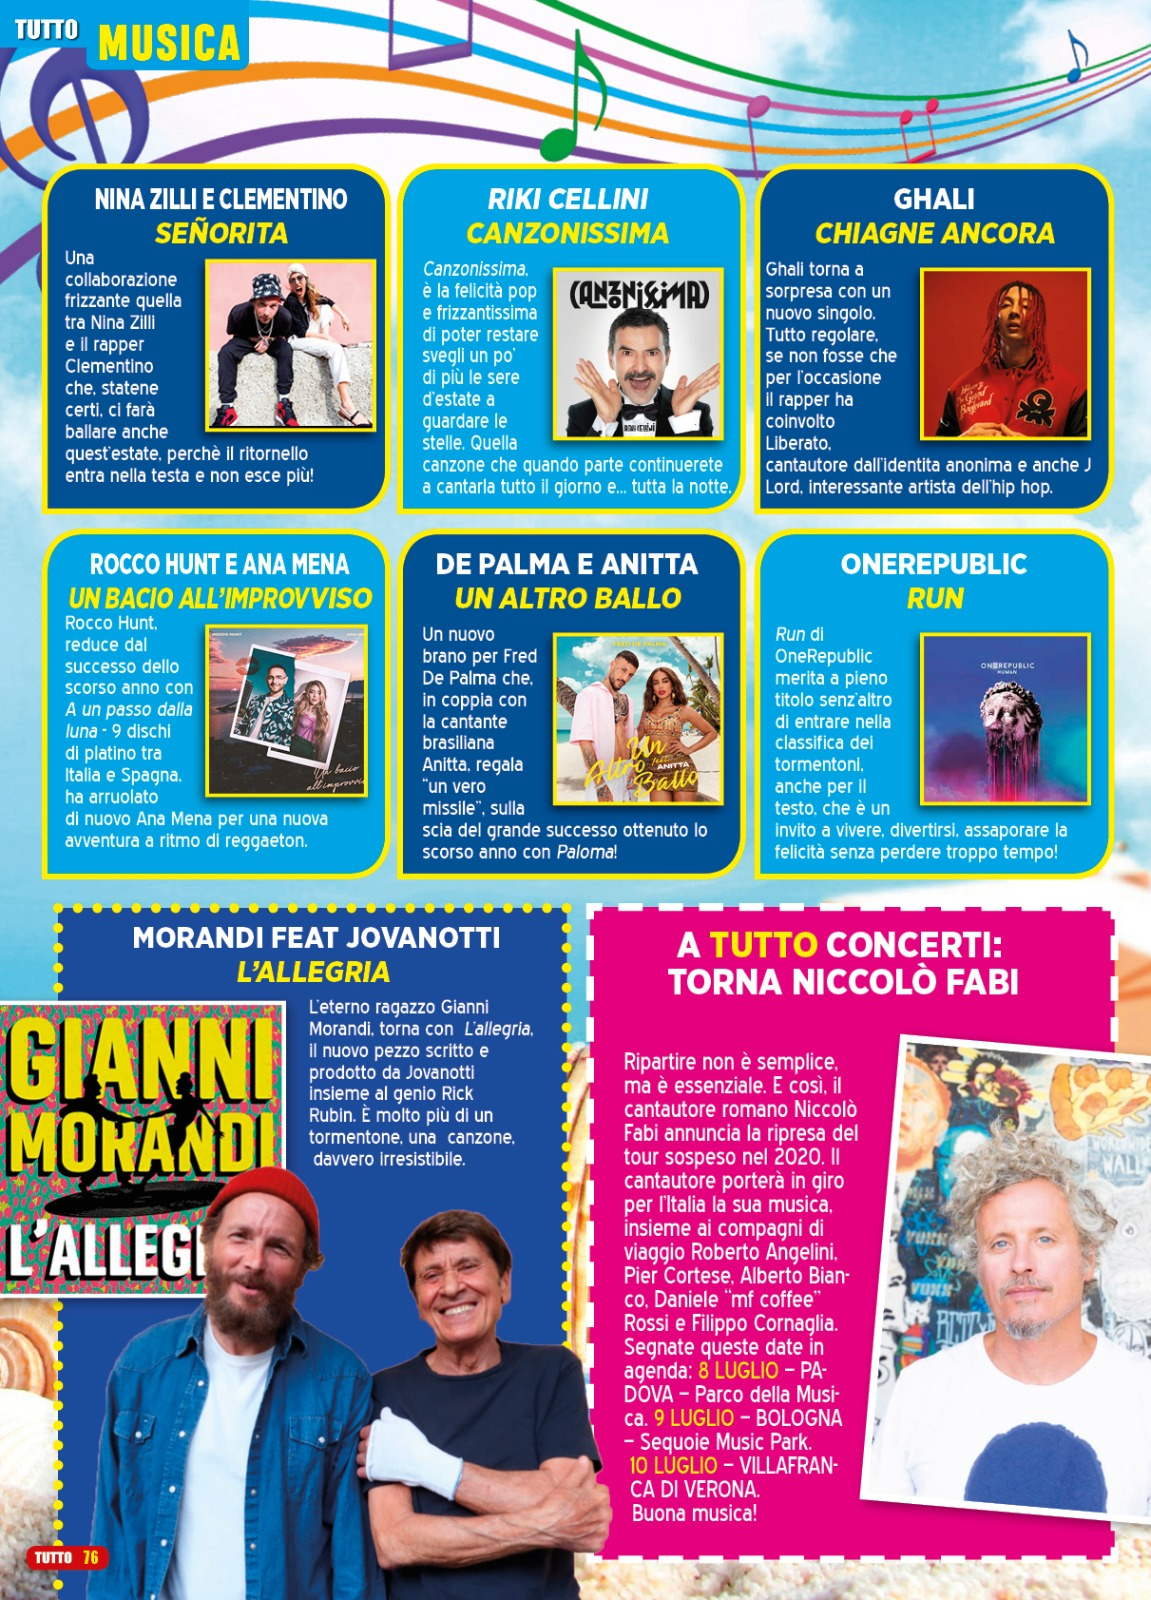 TUTTO
MUSICA
NINA ZILLI E CLEMENTINO
SEÑORITA
Una
collaborazione
frizzante quella
tra Nina Zilli
e il rapper
Clementino
che, statene
certi, ci farà
ballare anche
quest'estate, perchè il ritornello
entra nella testa e non esce più!
RIKI CELLINI
CANZONISSIMA
Canzonissima,
è la felicità pop
e frizzantissima
di poter restare
svegli un po'
di più le sere
d'estate a
guardare le
stelle. Quella
canzone che quando parte continuerete
a cantarla tutto il giorno e... tutta la notte.
(CANZONISSIMA)
RIKI CELLINI
GHALI
CHIAGNE ANCORA
Ghali torna a
sorpresa con un
nuovo singolo.
Tutto regolare,
se non fosse che
per l'occasione
il rapper ha
coinvolto
Liberato,
cantautore dall'identita anonima e anche J
Lord, interessante artista dell'hip hop.
ROCCO HUNT E ANA MENA
UN BACIO ALL'IMPROVVISO
Rocco Hunt,
reduce dal
successo dello
scorso anno con
A un passo dalla
luna - 9 dischi
di platino tra
Italia e Spagna,
ha arruolato
di nuovo Ana Mena per una nuova
avventura a ritmo di reggaeton.
ROCCO HUNT
Un bacio
all'improvviso
DE PALMA E ANITTA
UN ALTRO BALLO
Un nuovo
brano per Fred
De Palma che,
in coppia con
la cantante
brasiliana
Anitta, regala
“un vero
missile”, sulla
scia del grande successo ottenuto lo
scorso anno con Paloma!
FRED DE PALMA
Un
Altro feat. ANITTA
Ballo
ONEREPUBLIC
RUN
Run di
OneRepublic
merita a pieno
titolo senz'altro
di entrare nella
classifica dei
tormentoni,
anche per il
testo, che è un
invito a vivere, divertirsi, assaporare la
felicità senza perdere troppo tempo!
ONEREPUBLIC
HUMAN
MORANDI FEAT JOVANOTTI
L'ALLEGRIA
L'eterno ragazzo Gianni
Morandi, torna con L'allegria,
il nuovo pezzo scritto e
prodotto da Jovanotti
insieme al genio Rick
Rubin. È molto più di un
tormentone, una canzone,
davvero irresistibile.
GIANNI
MORANDI
L'ALLEG
A TUTTO CONCERTI:
TORNA NICCOLÒ FABI
Ripartire non è semplice,
ma è essenziale. E così, il
cantautore romano Niccolò
Fabi annuncia la ripresa del
tour sospeso nel 2020. Il
cantautore porterà in giro
per l'Italia la sua musica,
insieme ai compagni di
viaggio Roberto Angelini,
Pier Cortese, Alberto Bian-
co, Daniele “mf coffee”
Rossi e Filippo Cornaglia.
Segnate queste date in
agenda: 8 LUGLIO – PA-
DOVA – Parco della Musi-
ca. 9 LUGLIO – BOLOGNA
– Sequoie Music Park.
10 LUGLIO – VILLAFRAN-
CA DI VERONA.
Buona musica!
WALL
TUTTO 76